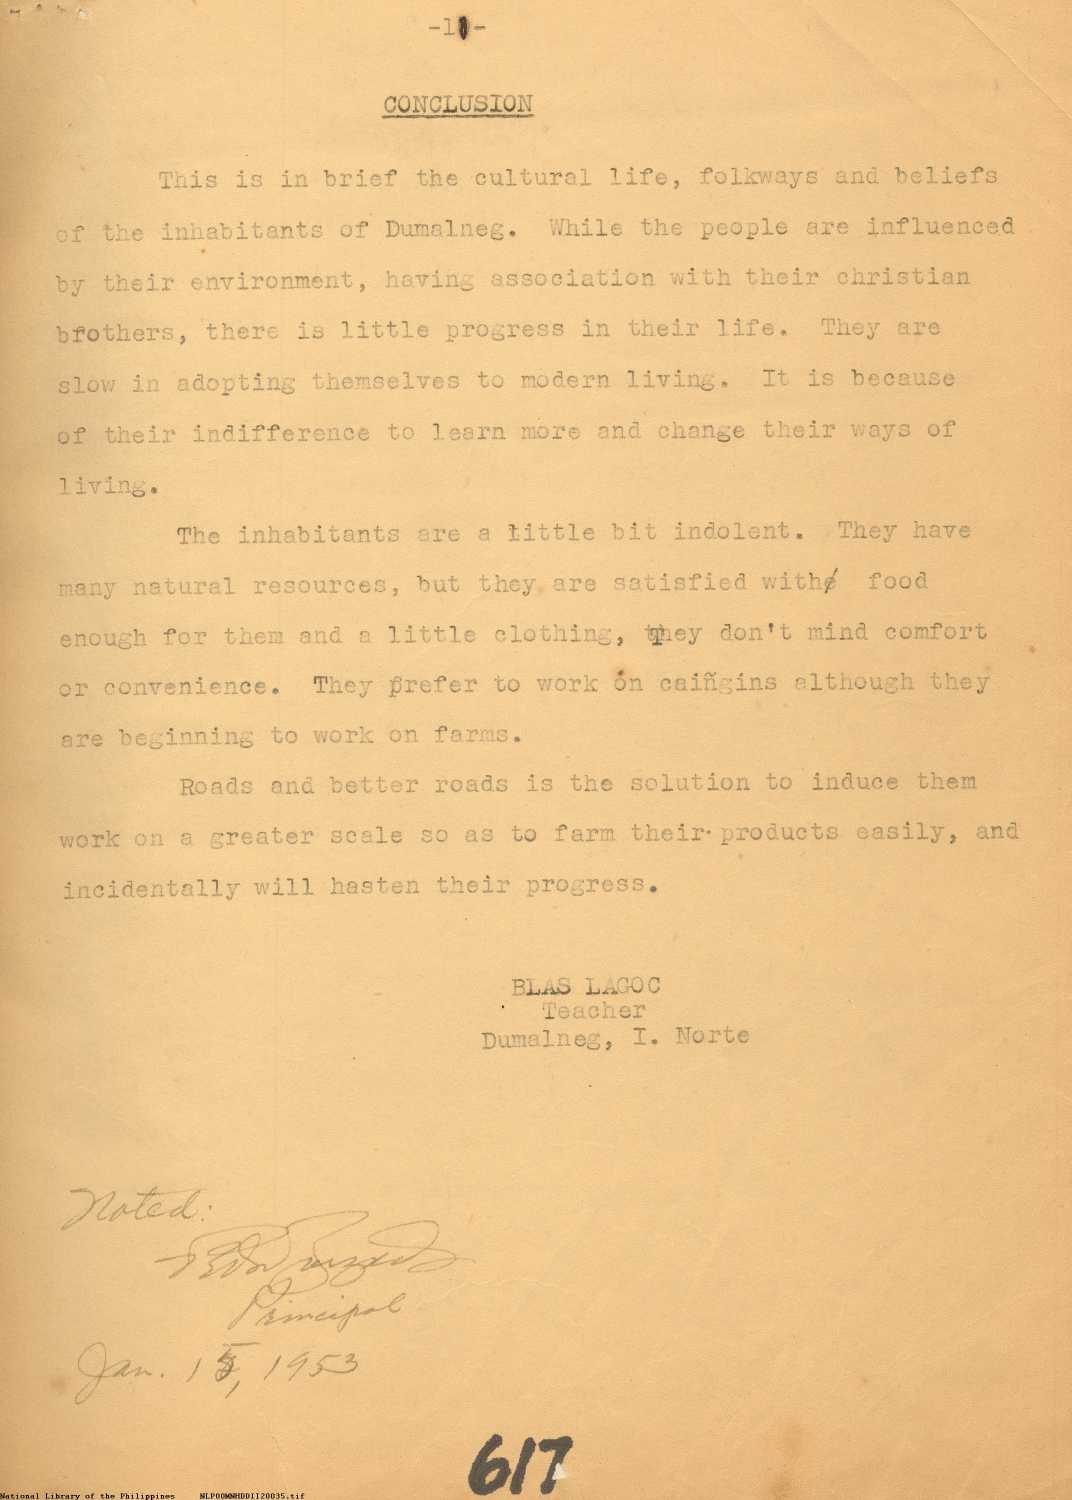 CONCLUSION
This is in brief the cultural life, folkways and beliefs
of the inhabitants of Dumalneg. While the people are influenced
by their environment, having association with their christian
brothers, there is little progress in their life. They are
slow in adopting themselves to modern living. It is because
of their indifference to learn more and change their ways of
living.
The inhabitants are a little bit indolent. They have
many natural resources, but they are satisfied with food
enough for them and a little clothing, They don't mind comfort
or convenience. They prefer to work on caiñgins although they
are beginning to work on farms.
Roads and better roads is the solution to induce them
work on a greater scale so as to farm their products easily, and
incidentally will hasten their progress.
BLAS LAGOC
Teacher
Dumalneg, I. Norte
Noted:
Principal
Jan. 15, 1953
617
National Library of the Philippines NLPOOMNHDDII20035.tif